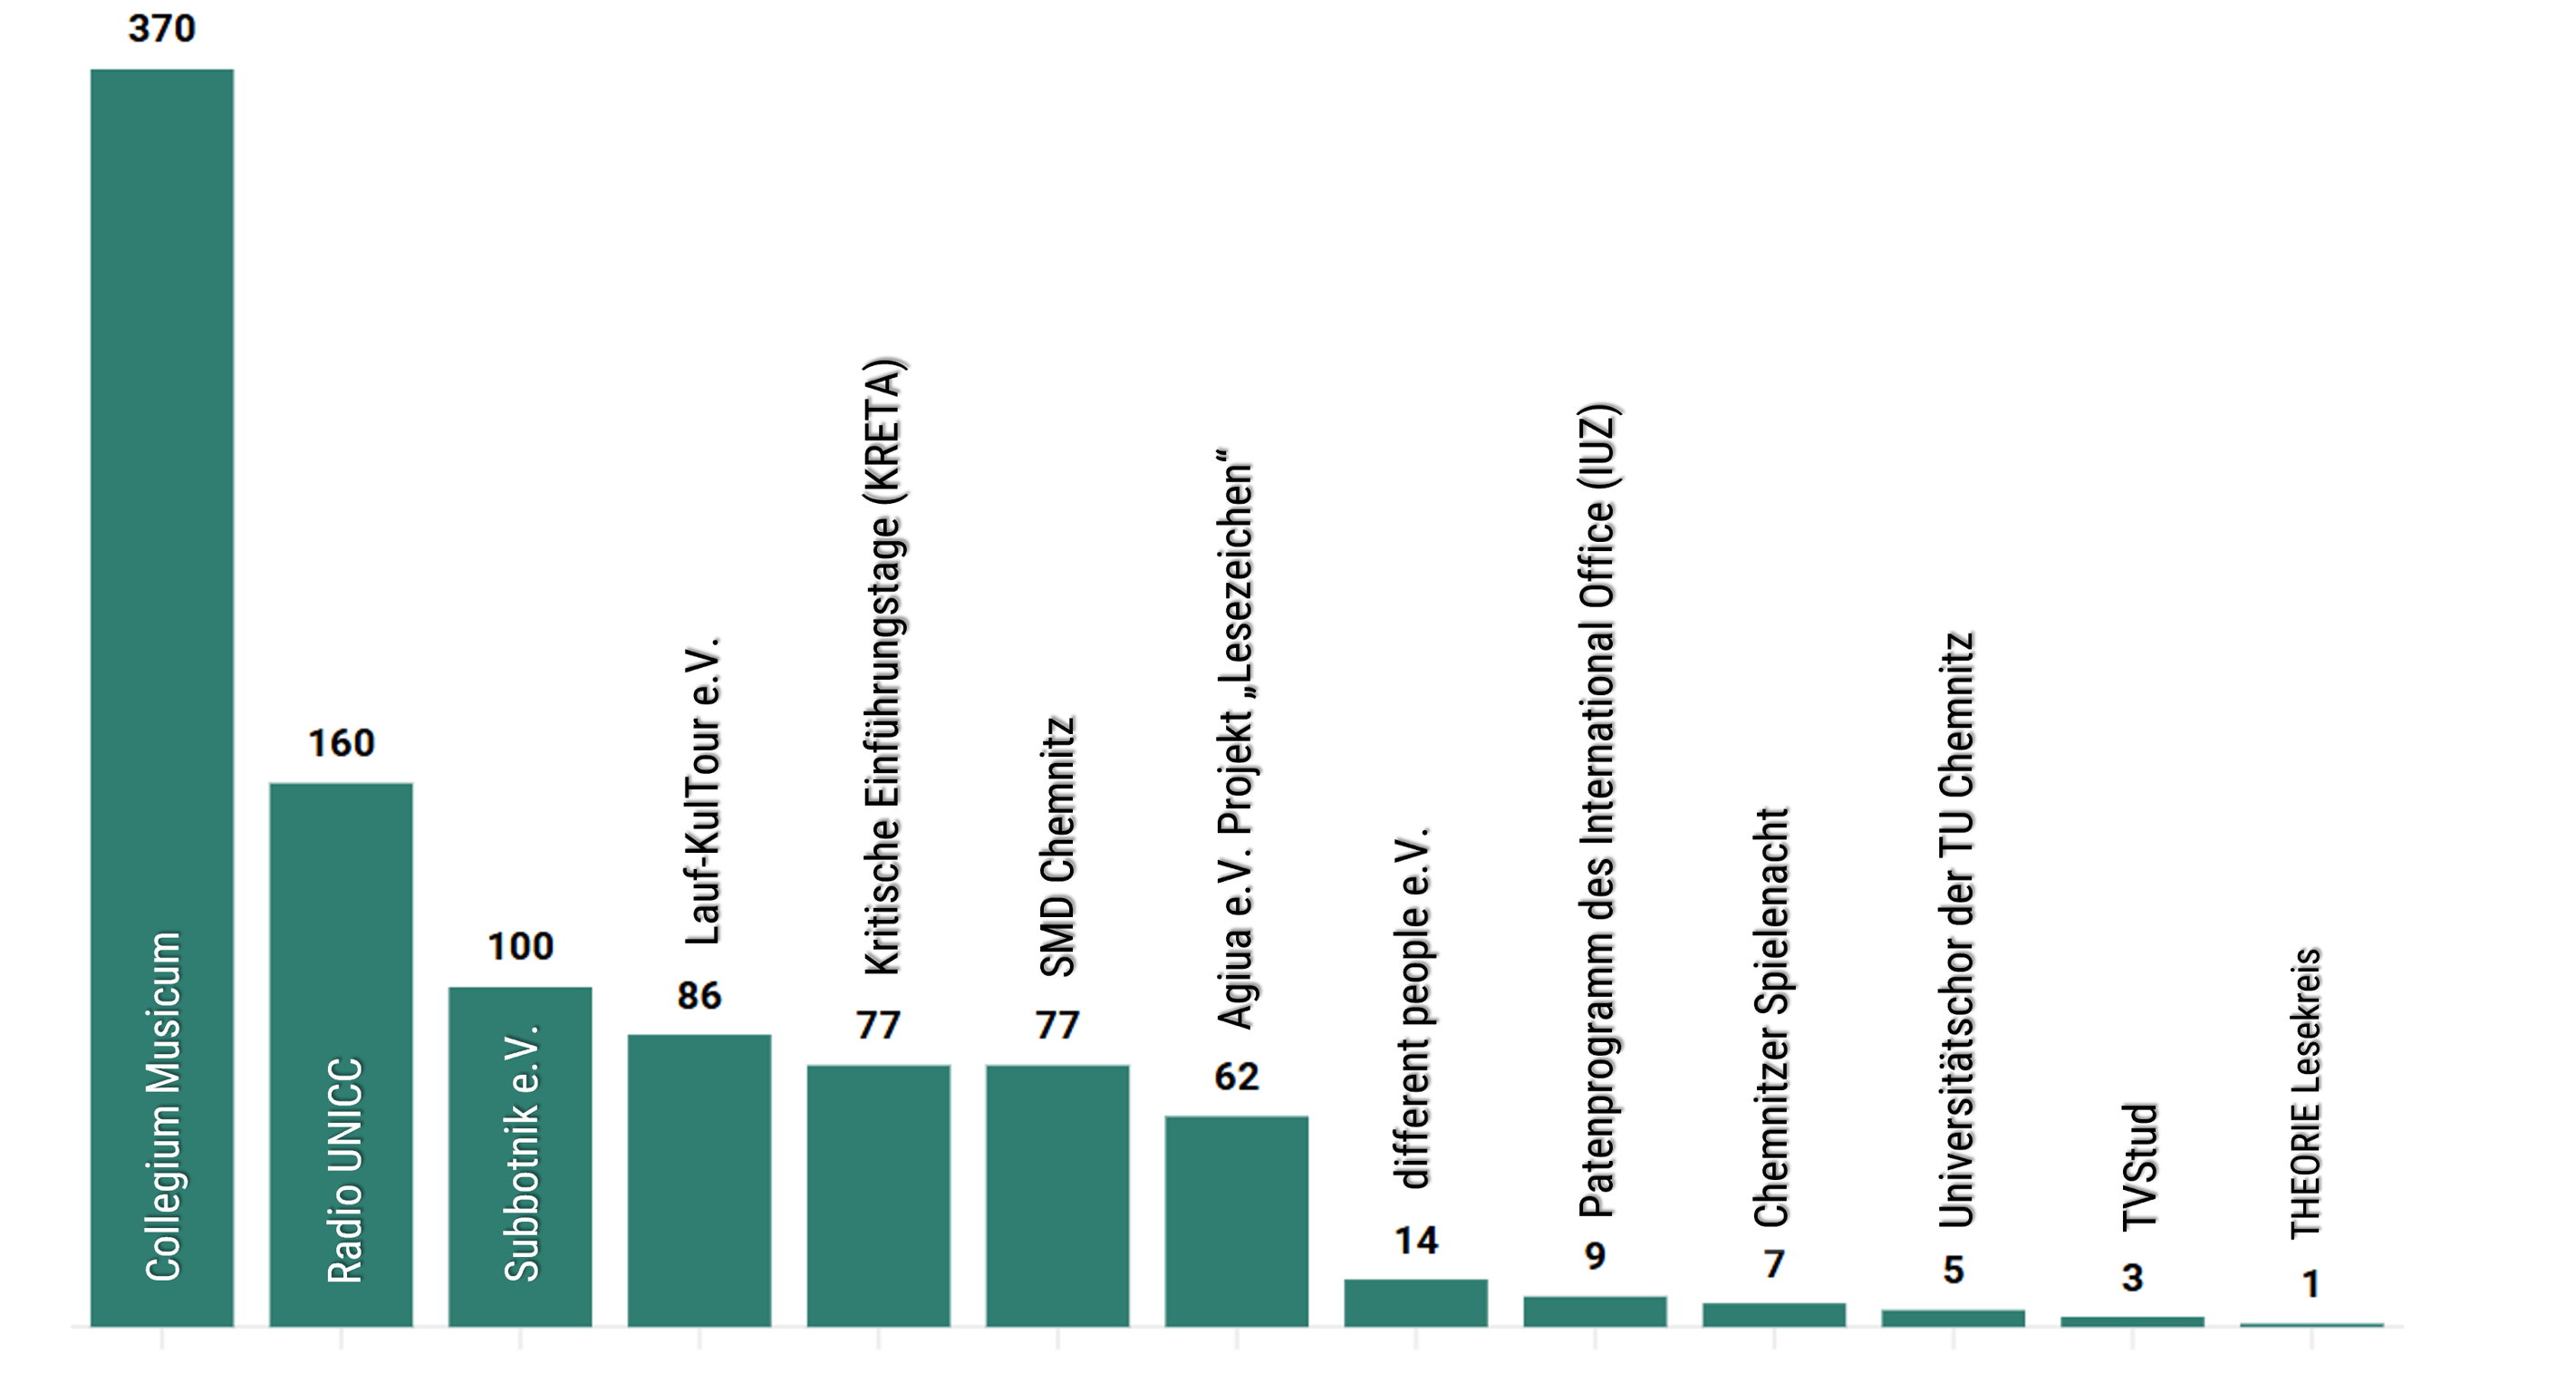 370
Collegium Musicum
160
Radio UNICC
100
Subbotnik e.V.
86
Lauf-KulTour e.V.
77
Kritische Einführungstage (KRETA)
77
SMD Chemnitz
62
Agiua e.V. Projekt „Lesezeichen“
14
different people e.V.
9
Patenprogramm des International Office (IUZ)
7
Chemnitzer Spielenacht
5
Universitätschor der TU Chemnitz
3
TVStud
1
THEORIE Lesekreis